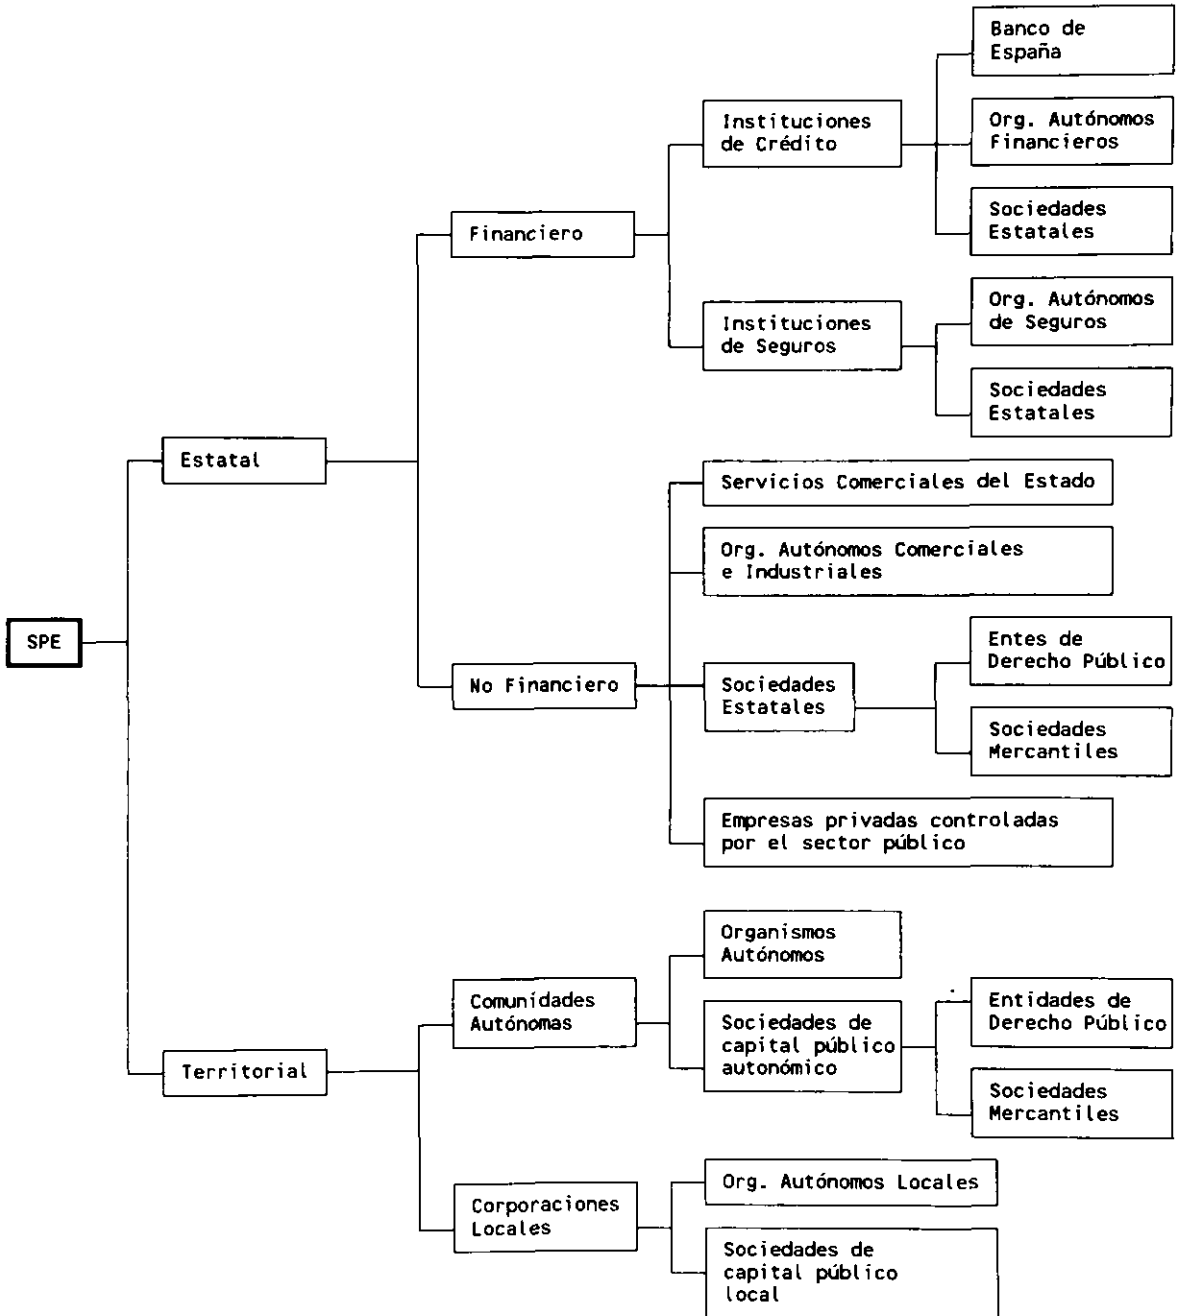 Banco de
España
Instituciones
de Crédito
Org. Autónomos
Financieros
Sociedades
Estatales
Financiero
Instituciones
de Seguros
Org. Autónomos
de Seguros
Sociedades
Estatales
Estatal
Servicios Comerciales del Estado
Org. Autónomos Comerciales
e Industriales
SPE
No Financiero
Sociedades
Estatales
Entes de
Derecho Público
Sociedades
Mercantiles
Empresas privadas controladas
por el sector público
Organismos
Autónomos
Comunidades
Autónomas
Sociedades de
capital público
autonómico
Entidades de
Derecho Público
Sociedades
Mercantiles
Territorial
Corporaciones
Locales
Org. Autónomos Locales
Sociedades de
capital público
local